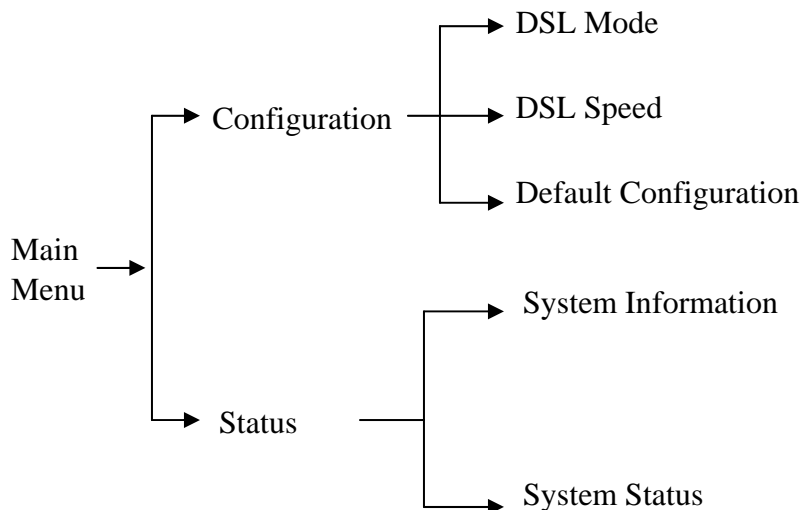 DSL Mode
Configuration
DSL Speed
Default Configuration
Main
Menu
System Information
Status
System Status